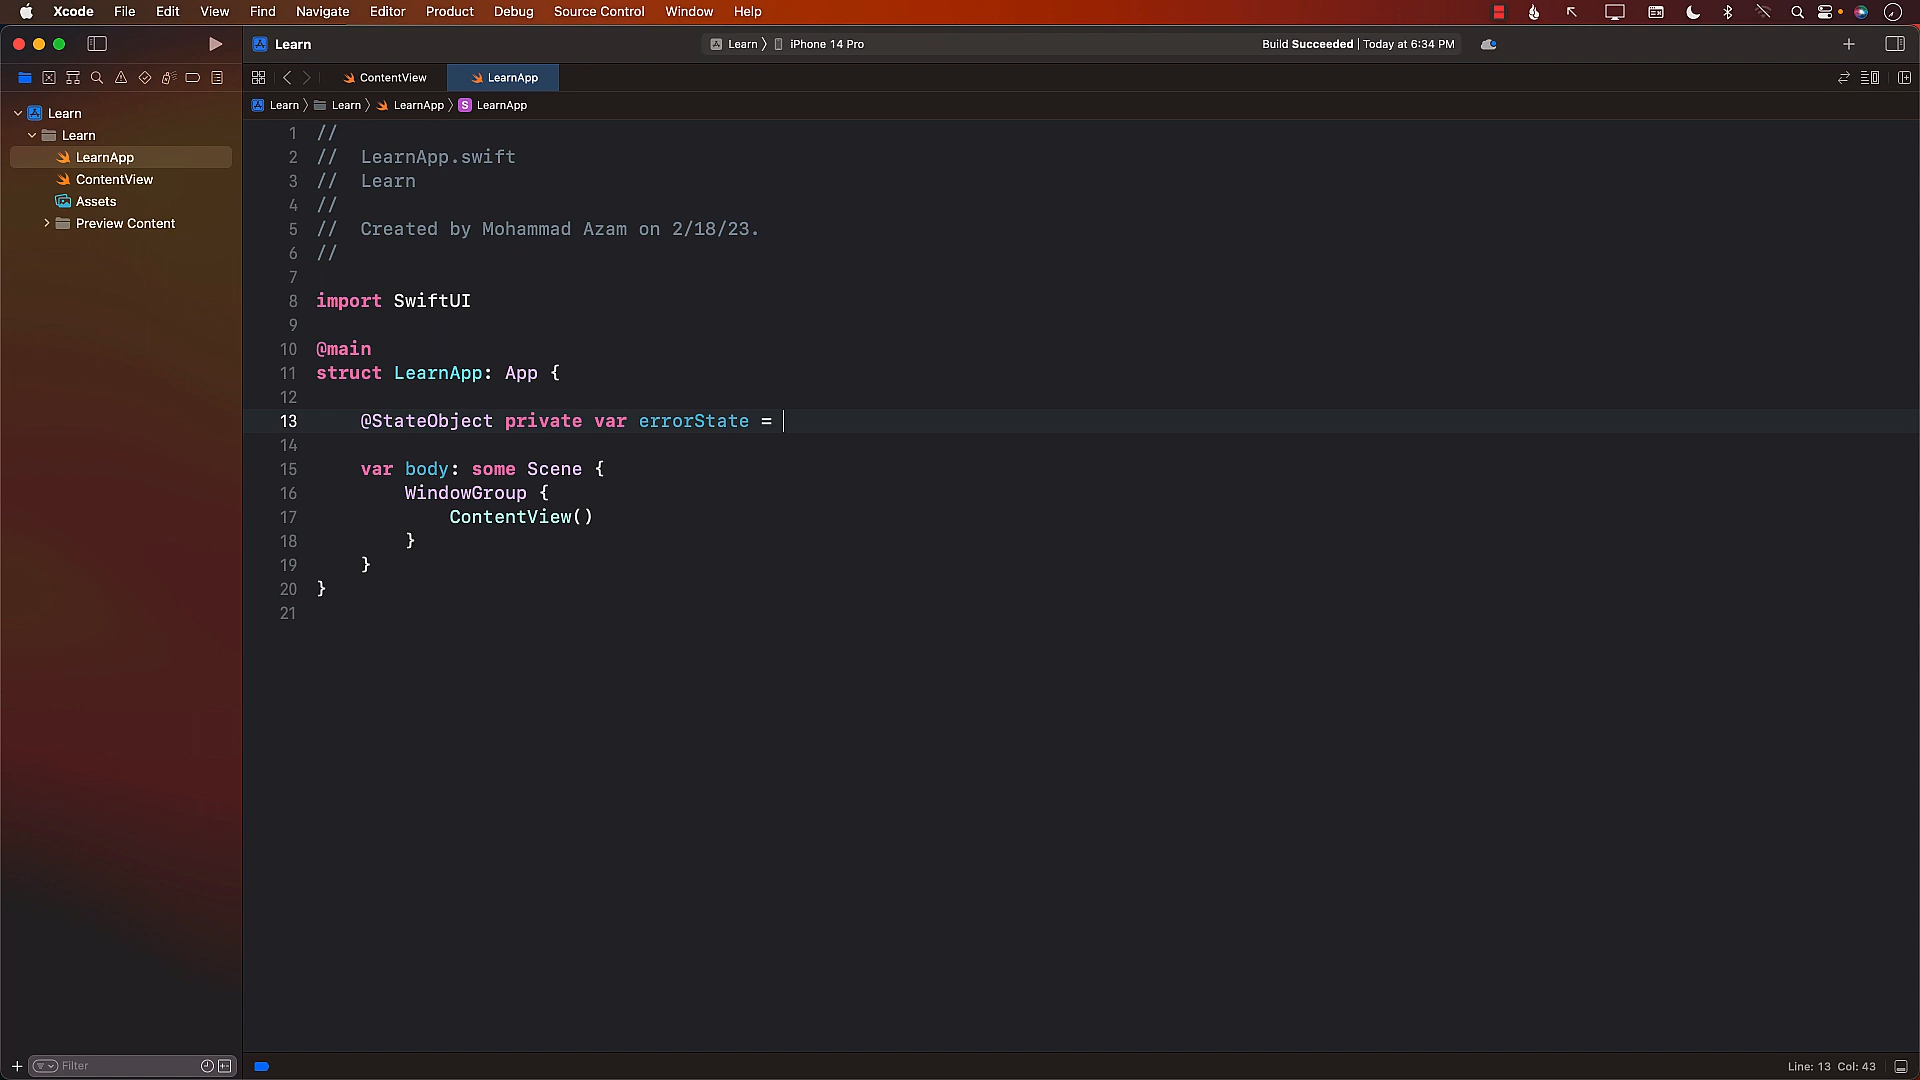 Xcode File Edit View Find Navigate Editor Product Debug Source Control Window Help
Learn
Learn 〉 iPhone 14 Pro
Build Succeeded | Today at 6:34 PM
ContentView
LearnApp
Learn 〉 Learn 〉 LearnApp 〉 S LearnApp
Learn
Learn
LearnApp
ContentView
Assets
Preview Content
1 //
2 //  LearnApp.swift
3 //  Learn
4 //
5 //  Created by Mohammad Azam on 2/18/23.
6 //
7
8 import SwiftUI
9
10 @main
11 struct LearnApp: App {
12
13     @StateObject private var errorState =
14
15     var body: some Scene {
16         WindowGroup {
17             ContentView()
18         }
19     }
20 }
21
Filter
Line: 13 Col: 43